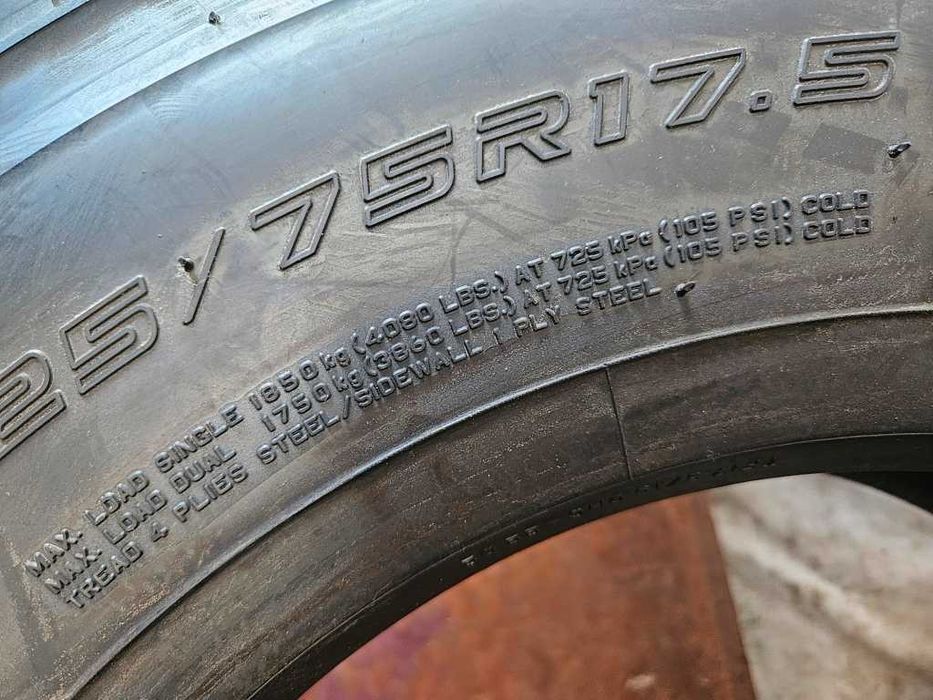 25/75R17.5
MAX. LOAD SINGLE 1850 kg (4080 LBS.) AT 725 kPa (105 PSI) COLD
MAX. LOAD DUAL 1750 kg (3860 LBS.) AT 725 kPa (105 PSI) COLD
TREAD 4 PLIES STEEL/SIDEWALL 1 PLY STEEL